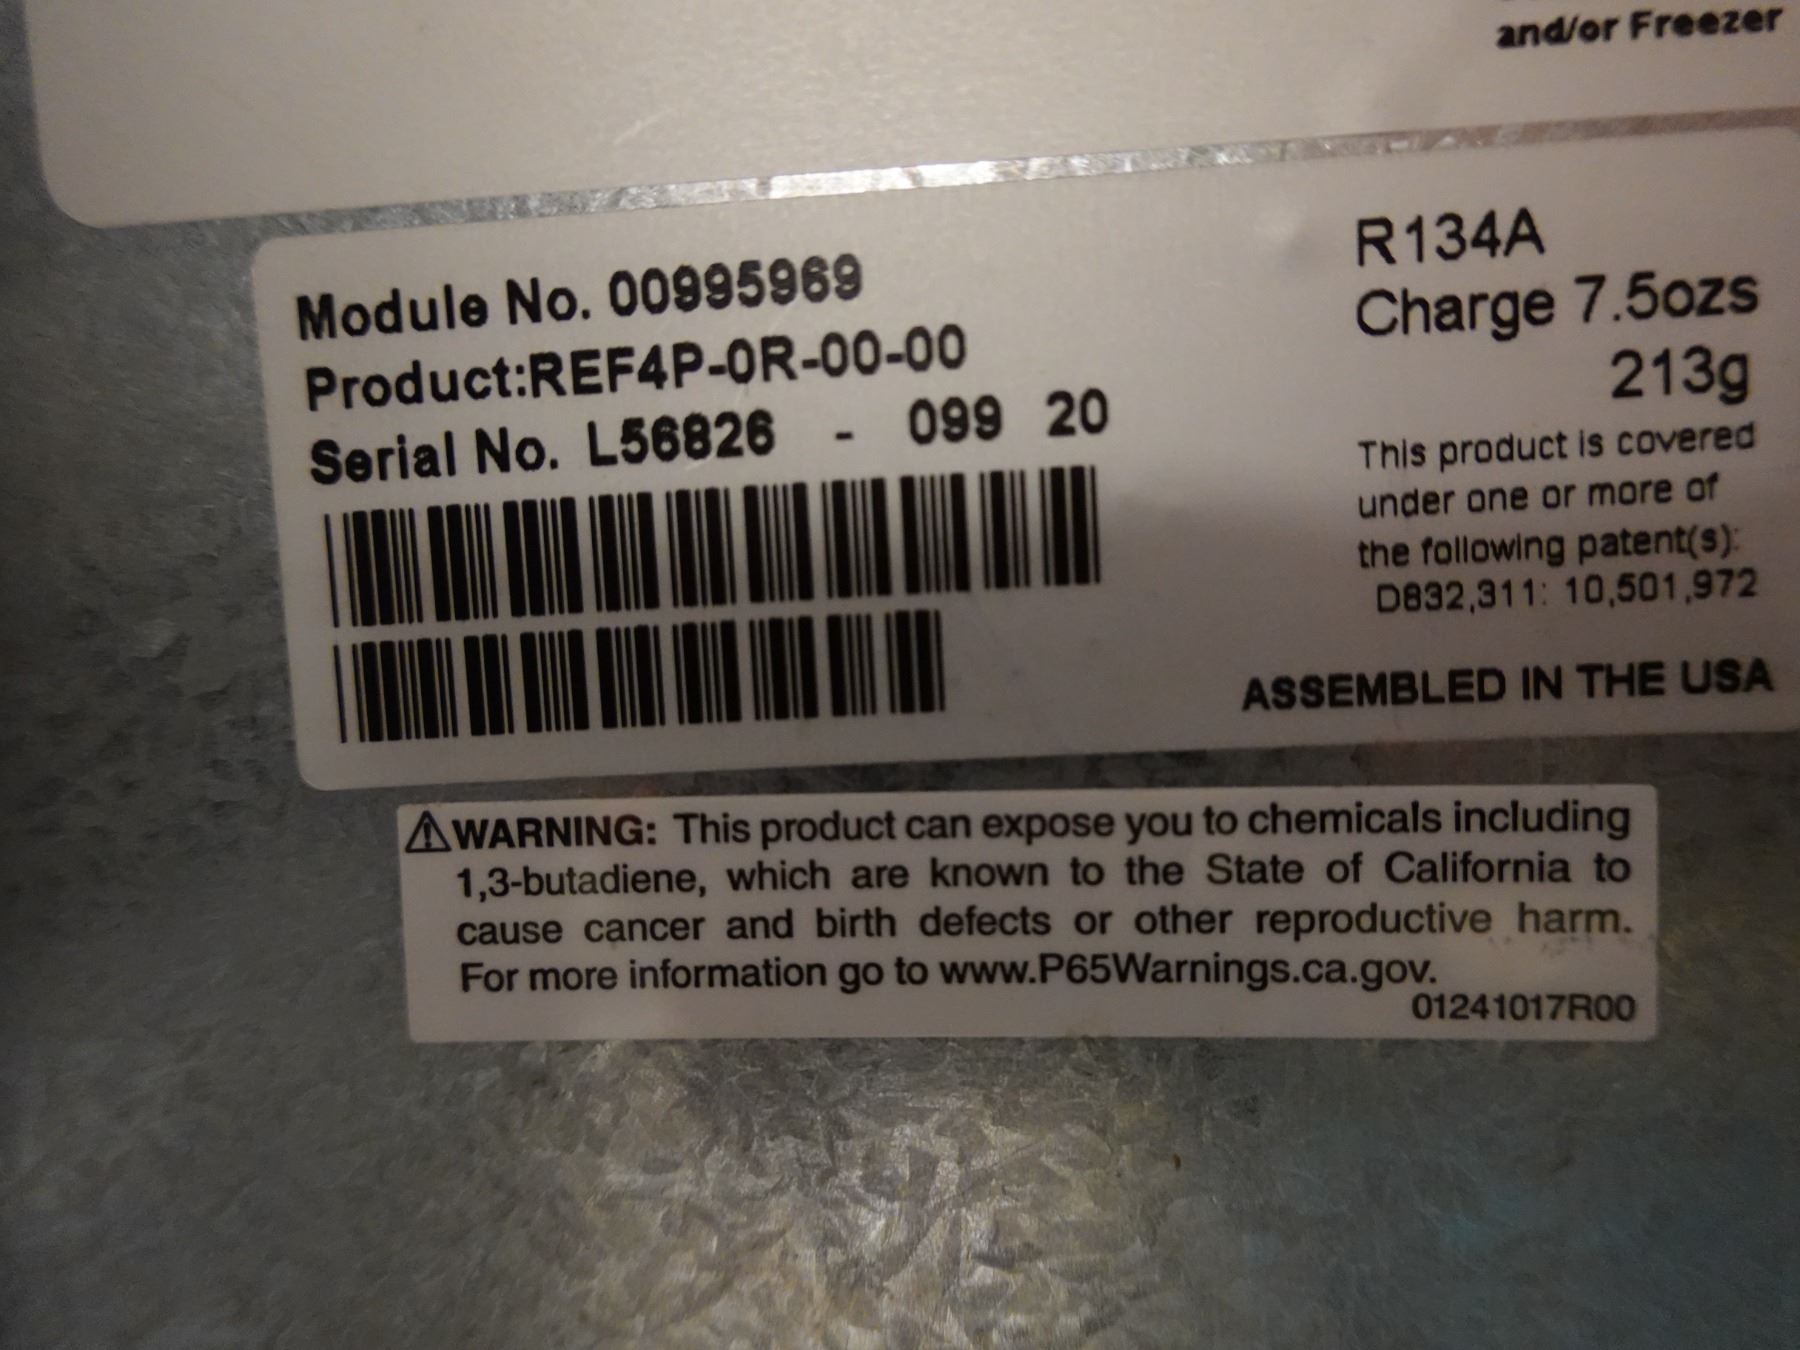 and/or Freezer
Module No. 00995969
Product:REF4P-0R-00-00
Serial No. L56826 - 099 20
R134A
Charge 7.5ozs
213g
This product is covered
under one or more of
the following patent(s):
D832,311: 10,501,972
ASSEMBLED IN THE USA
⚠WARNING: This product can expose you to chemicals including
1,3-butadiene, which are known to the State of California to
cause cancer and birth defects or other reproductive harm.
For more information go to www.P65Warnings.ca.gov.
01241017R00